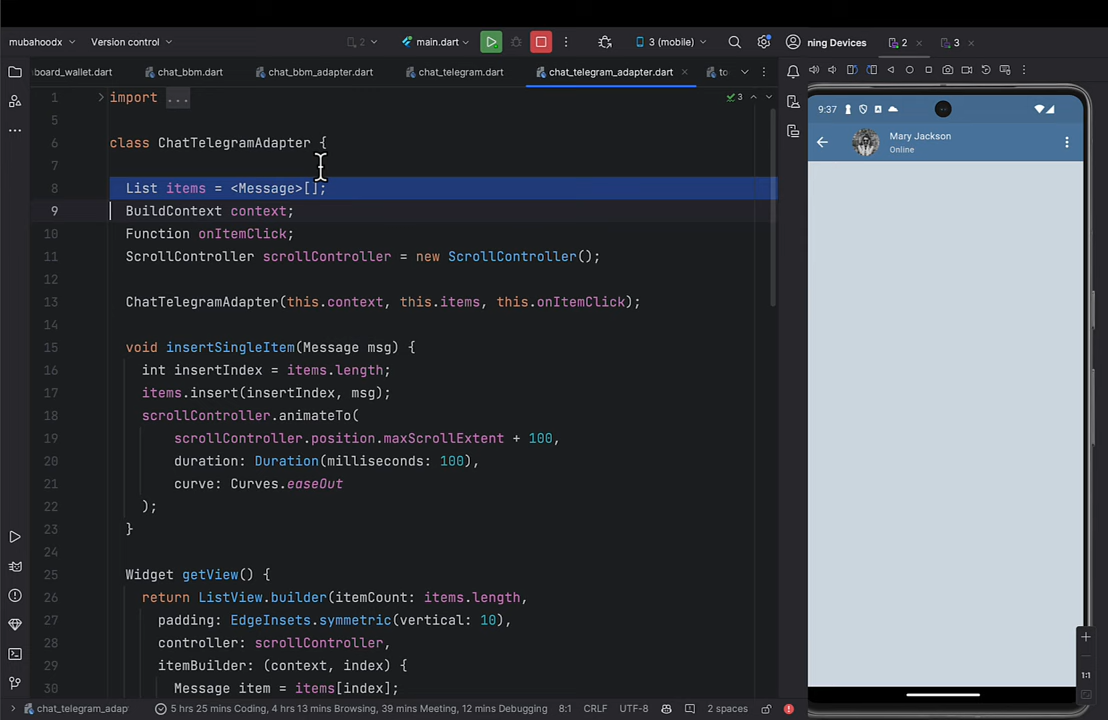 mubahoodx
Version control
2
main.dart
3 (mobile)
ning Devices
2
3
board_wallet.dart
chat_bbm.dart
chat_bbm_adapter.dart
chat_telegram.dart
chat_telegram_adapter.dart
to
1 import ...
3
5
6 class ChatTelegramAdapter {
7
8 List items = <Message>[];
9 BuildContext context;
10 Function onItemClick;
11 ScrollController scrollController = new ScrollController();
12
13 ChatTelegramAdapter(this.context, this.items, this.onItemClick);
14
15 void insertSingleItem(Message msg) {
16 int insertIndex = items.length;
17 items.insert(insertIndex, msg);
18 scrollController.animateTo(
19 scrollController.position.maxScrollExtent + 100,
20 duration: Duration(milliseconds: 100),
21 curve: Curves.easeOut
22 );
23 }
24
25 Widget getView() {
26 return ListView.builder(itemCount: items.length,
27 padding: EdgeInsets.symmetric(vertical: 10),
28 controller: scrollController,
29 itemBuilder: (context, index) {
30 Message item = items[index];
9:37
Mary Jackson
Online
1:1
chat_telegram_adap
5 hrs 25 mins Coding, 4 hrs 13 mins Browsing, 39 mins Meeting, 12 mins Debugging
8:1
CRLF
UTF-8
2 spaces